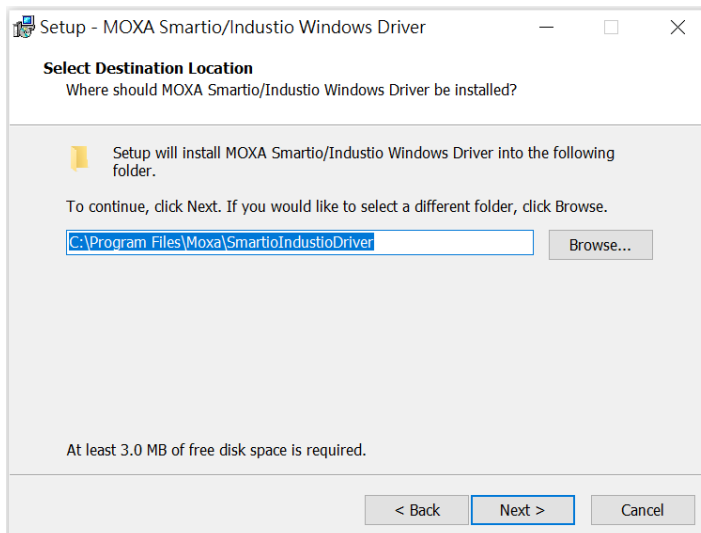 Setup - MOXA Smartio/Industio Windows Driver
Select Destination Location
Where should MOXA Smartio/Industio Windows Driver be installed?
Setup will install MOXA Smartio/Industio Windows Driver into the following
folder.
To continue, click Next. If you would like to select a different folder, click Browse.
C:\Program Files\Moxa\SmartioIndustioDriver
Browse...
At least 3.0 MB of free disk space is required.
< Back
Next >
Cancel